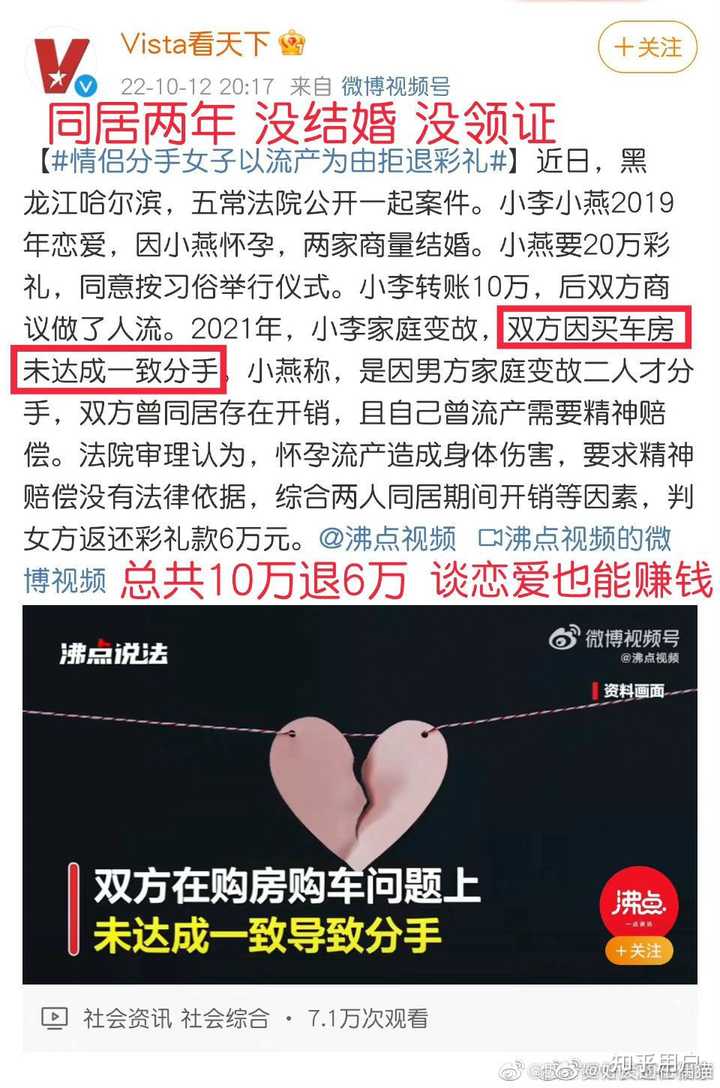 Vista看天下
+关注
22-10-12 20:17 来自 微博视频号
同居两年 没结婚 没领证
【#情侣分手女子以流产为由拒退彩礼#】近日，黑
龙江哈尔滨，五常法院公开一起案件。小李小燕2019
年恋爱，因小燕怀孕，两家商量结婚。小燕要20万彩
礼，同意按习俗举行仪式。小李转账10万，后双方商
议做了人流。2021年，小李家庭变故，双方因买车房
未达成一致分手。小燕称，是因男方家庭变故二人才分
手，双方曾同居存在开销，且自己曾流产需要精神赔
偿。法院审理认为，怀孕流产造成身体伤害，要求精神
赔偿没有法律依据，综合两人同居期间开销等因素，判
女方返还彩礼款6万元。@沸点视频 沸点视频的微
博视频 总共10万退6万 谈恋爱也能赚钱
沸点说法
微博视频号
@沸点视频
资料画面
双方在购房购车问题上
未达成一致导致分手
沸点
+关注
社会资讯 社会综合 · 7.1万次观看
知乎用户